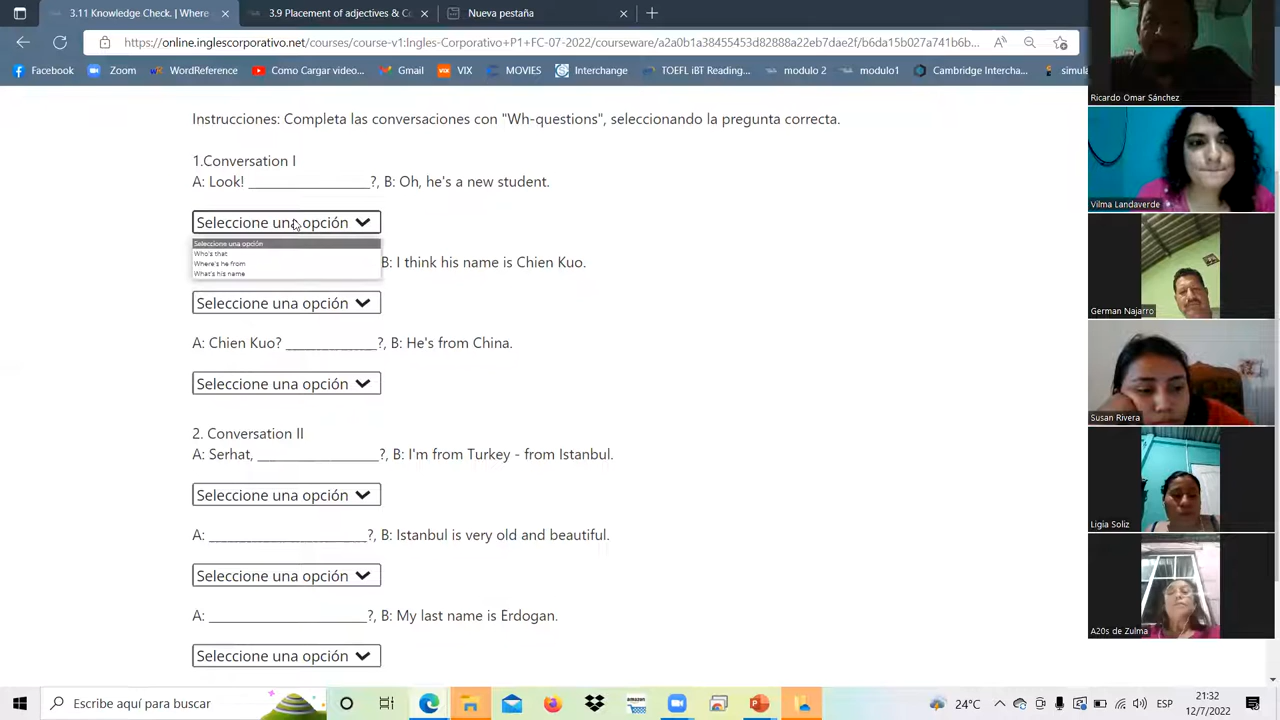 3.11 Knowledge Check. | Where
3.9 Placement of adjectives & Co
Nueva pestaña
https://online.inglescorporativo.net/courses/course-v1:Ingles-Corporativo+P1+FC-07-2022/courseware/a2a0b1a38455453d82888a22eb7dae2f/b6da15b027a741b6b...
Facebook
Zoom
WordReference
Como Cargar video...
Gmail
VIX
MOVIES
Interchange
TOEFL iBT Reading...
modulo 2
modulo1
Cambridge Intercha...
simula
Instrucciones: Completa las conversaciones con "Wh-questions", seleccionando la pregunta correcta.
1.Conversation I
A: Look! ___________________?, B: Oh, he's a new student.
Seleccione una opción
Seleccione una opción
Who's that
Where's he from
What's his name
B: I think his name is Chien Kuo.
Seleccione una opción
A: Chien Kuo? ______________?, B: He's from China.
Seleccione una opción
2. Conversation II
A: Serhat, ___________________?, B: I'm from Turkey - from Istanbul.
Seleccione una opción
A: _________________________?, B: Istanbul is very old and beautiful.
Seleccione una opción
A: _________________________?, B: My last name is Erdogan.
Seleccione una opción
Ricardo Omar Sánchez
Vilma Landaverde
German Najarro
Susan Rivera
Ligia Soliz
A20s de Zulma
Escribe aquí para buscar
24°C
ESP
21:32
12/7/2022